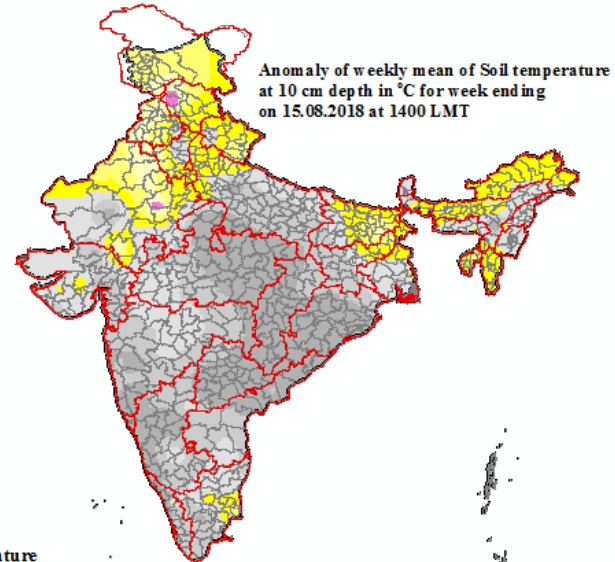 Anomaly of weekly mean of Soil temperature
at 10 cm depth in °C for week ending
on 15.08.2018 at 1400 LMT